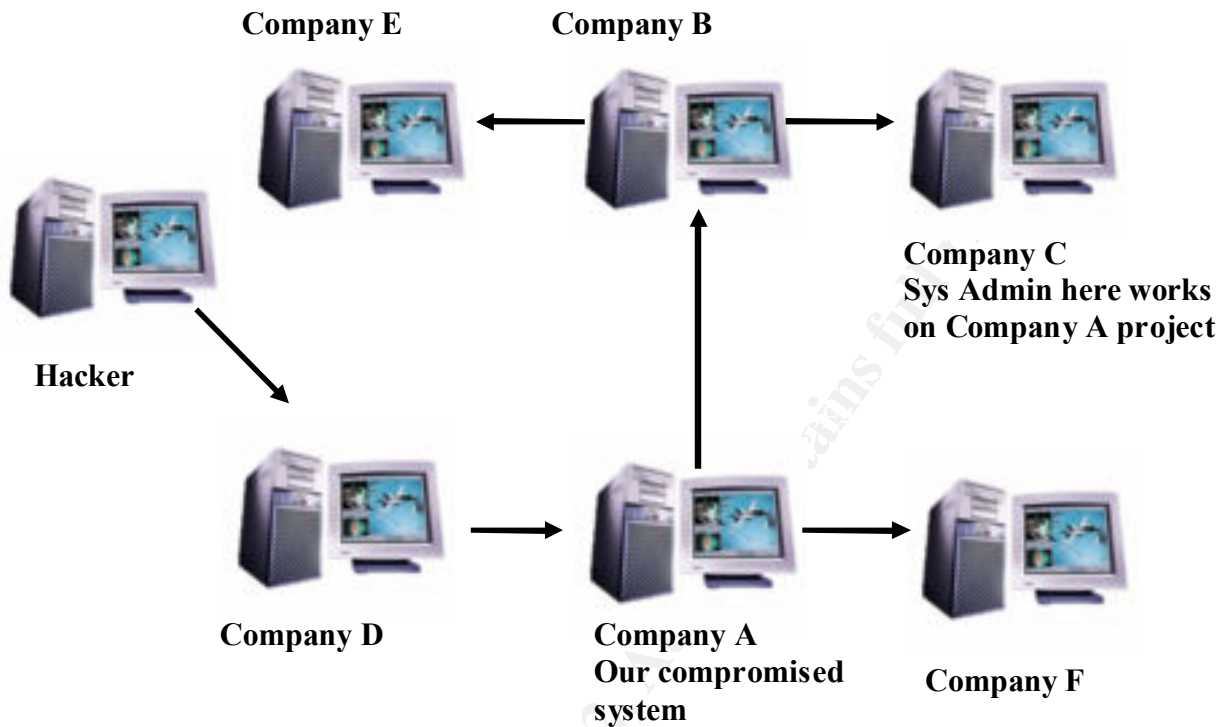 Company E
Company B
Company C
Sys Admin here works
on Company A project
Hacker
Company D
Company A
Our compromised
system
Company F